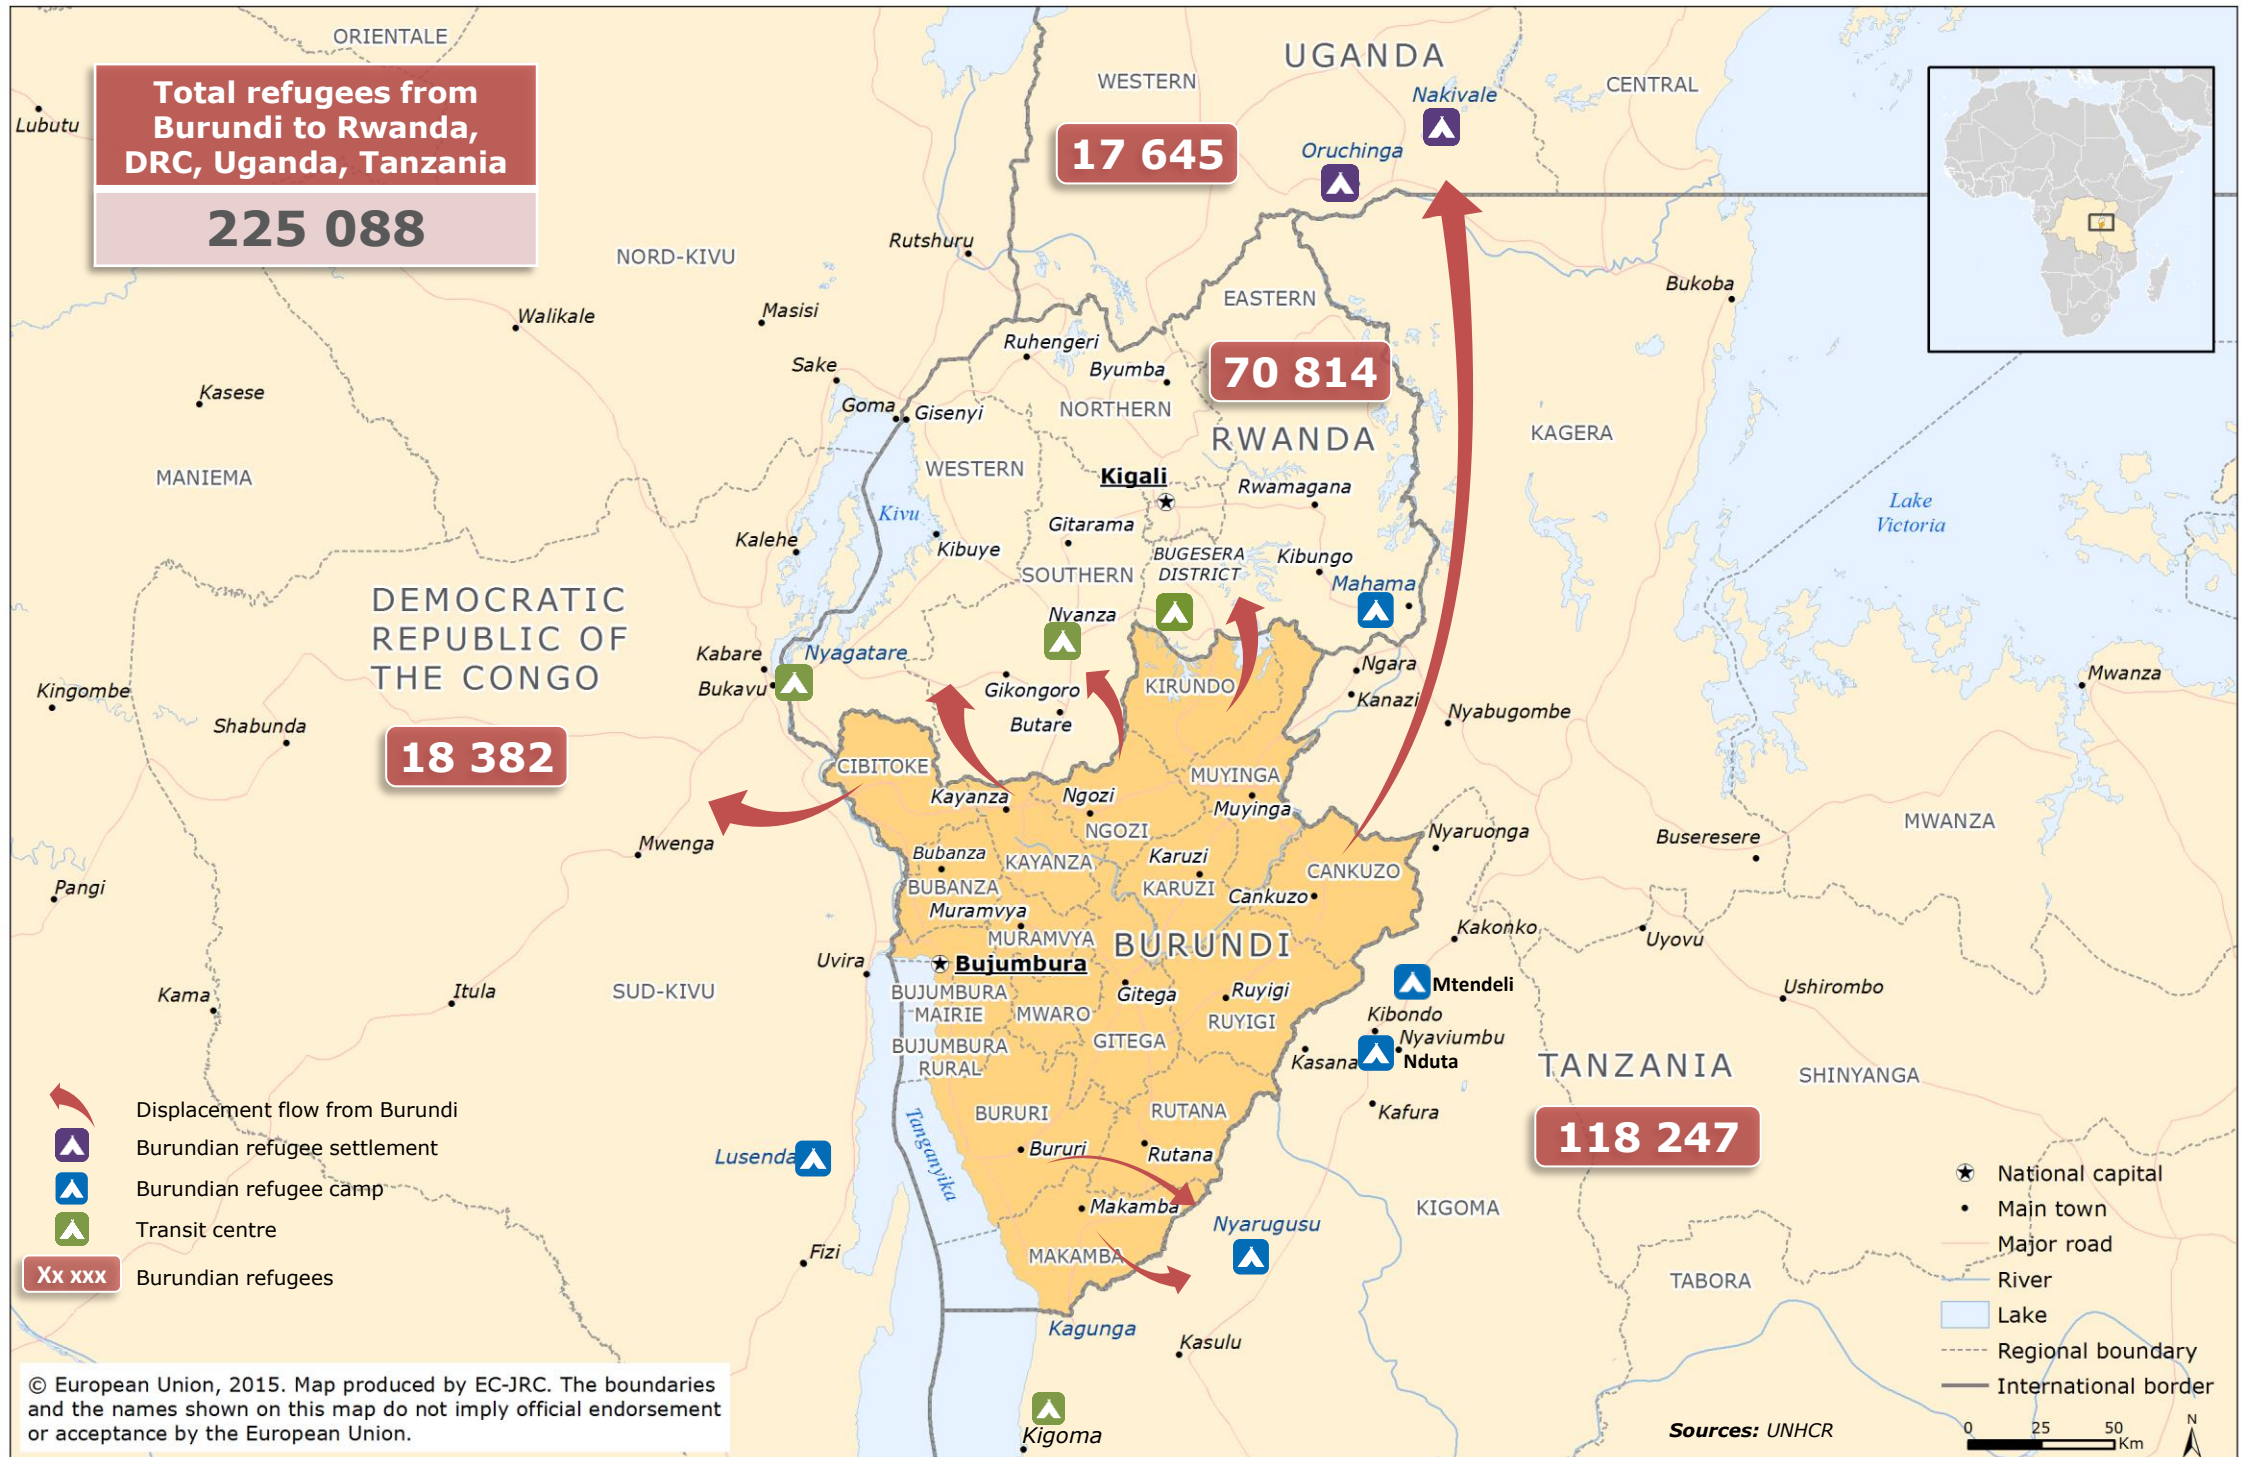 ORIENTALE
Total refugees from
Burundi to Rwanda,
DRC, Uganda, Tanzania
225 088
Lubutu
UGANDA
WESTERN
CENTRAL
Nakivale
17 645
Oruchinga
NORD-KIVU
Rutshuru
Bukoba
EASTERN
Walikale
Masisi
Ruhengeri
Byumba
70 814
Sake
Kasese
Goma
Gisenyi
NORTHERN
RWANDA
KAGERA
MANIEMA
WESTERN
Kigali
Rwamagana
Lake
Victoria
Kivu
Gitarama
Kalehe
Kibuye
BUGESERA
DISTRICT
Kibungo
SOUTHERN
Mahama
DEMOCRATIC
REPUBLIC OF
THE CONGO
Nyanza
Kabare
Nyagatare
Ngara
Mwanza
Kingombe
Bukavu
Gikongoro
KIRUNDO
Kanazi
Shabunda
Butare
Nyabugombe
18 382
CIBITOKE
MUYINGA
Kayanza
Ngozi
Muyinga
MWANZA
NGOZI
Nyaruonga
Buseresere
Mwenga
Bubanza
KAYANZA
Karuzi
CANKUZO
Pangi
BUBANZA
KARUZI
Cankuzo
Muramvya
MURAMVYA
BURUNDI
Kakonko
Uyovu
Uvira
Bujumbura
Mtendeli
Kama
Itula
SUD-KIVU
BUJUMBURA
MAIRIE
MWARO
Gitega
Ruyigi
Ushirombo
RUYIGI
Kibondo
GITEGA
Nyaviumbu
BUJUMBURA
RURAL
Kasana
Nduta
TANZANIA
SHINYANGA
BURURI
RUTANA
Kafura
118 247
Tanganyika
Bururi
Rutana
Lusenda
Makamba
Nyarugusu
KIGOMA
MAKAMBA
Fizi
TABORA
Kagunga
Kasulu
Kigoma
Displacement flow from Burundi
Burundian refugee settlement
Burundian refugee camp
Transit centre
Xx xxx
Burundian refugees
National capital
Main town
Major road
River
Lake
Regional boundary
International border
© European Union, 2015. Map produced by EC-JRC. The boundaries
and the names shown on this map do not imply official endorsement
or acceptance by the European Union.
Sources: UNHCR
0 25 50
Km
N